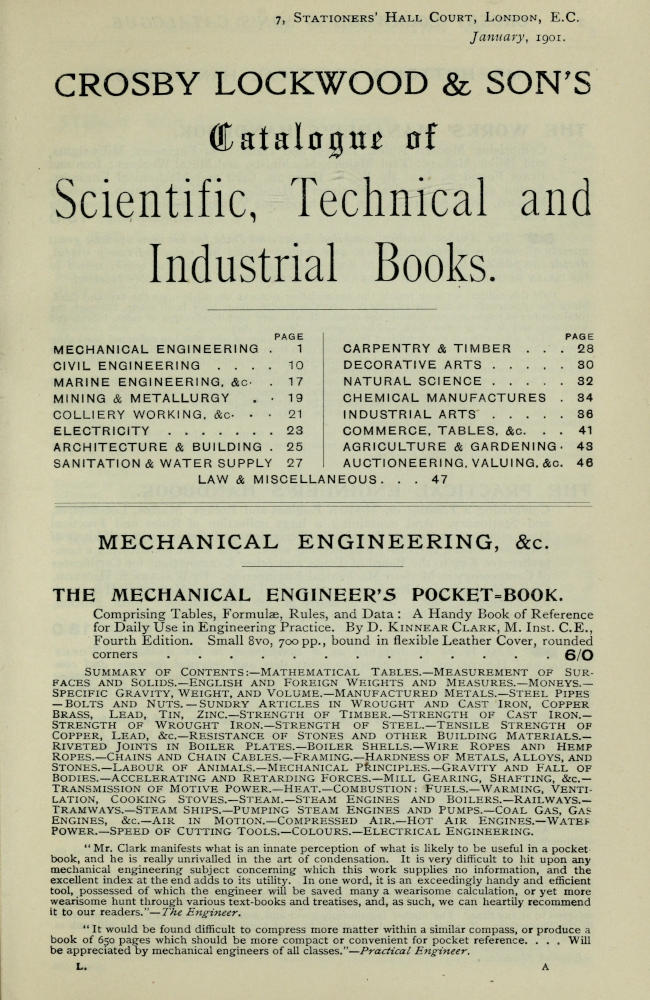 7, STATIONERS' HALL COURT, LONDON, E.C.
January, 1901.
CROSBY LOCKWOOD & SON'S
Catalogue of
Scientific, Technical and
Industrial Books.
PAGE
MECHANICAL ENGINEERING . 1
CIVIL ENGINEERING . . . . 10
MARINE ENGINEERING, &c. . 17
MINING & METALLURGY . . 19
COLLIERY WORKING, &c. . . 21
ELECTRICITY . . . . . . . 23
ARCHITECTURE & BUILDING . 25
SANITATION & WATER SUPPLY 27
PAGE
CARPENTRY & TIMBER . . . 28
DECORATIVE ARTS . . . . . 30
NATURAL SCIENCE . . . . . 32
CHEMICAL MANUFACTURES . 34
INDUSTRIAL ARTS . . . . . 36
COMMERCE, TABLES, &c. . . 41
AGRICULTURE & GARDENING . 43
AUCTIONEERING, VALUING, &c. 46
LAW & MISCELLANEOUS . . . 47
MECHANICAL ENGINEERING, &c.
THE MECHANICAL ENGINEER'S POCKET-BOOK.
Comprising Tables, Formulæ, Rules, and Data: A Handy Book of Reference
for Daily Use in Engineering Practice. By D. KINNEAR CLARK, M. Inst. C.E.,
Fourth Edition. Small 8vo, 700 pp., bound in flexible Leather Cover, rounded
corners . . . . . . . . . . . . . 6/0
SUMMARY OF CONTENTS:—MATHEMATICAL TABLES.—MEASUREMENT OF SUR-
FACES AND SOLIDS.—ENGLISH AND FOREIGN WEIGHTS AND MEASURES.—MONEYS.—
SPECIFIC GRAVITY, WEIGHT, AND VOLUME.—MANUFACTURED METALS.—STEEL PIPES
—BOLTS AND NUTS.—SUNDRY ARTICLES IN WROUGHT AND CAST IRON, COPPER
BRASS, LEAD, TIN, ZINC.—STRENGTH OF TIMBER.—STRENGTH OF CAST IRON.—
STRENGTH OF WROUGHT IRON.—STRENGTH OF STEEL.—TENSILE STRENGTH OF
COPPER, LEAD, &c.—RESISTANCE OF STONES AND OTHER BUILDING MATERIALS.—
RIVETED JOINTS IN BOILER PLATES.—BOILER SHELLS.—WIRE ROPES AND HEMP
ROPES.—CHAINS AND CHAIN CABLES.—FRAMING.—HARDNESS OF METALS, ALLOYS, AND
STONES.—LABOUR OF ANIMALS.—MECHANICAL PRINCIPLES.—GRAVITY AND FALL OF
BODIES.—ACCELERATING AND RETARDING FORCES.—MILL GEARING, SHAFTING, &c.—
TRANSMISSION OF MOTIVE POWER.—HEAT.—COMBUSTION: FUELS.—WARMING, VENTI-
LATION, COOKING STOVES.—STEAM.—STEAM ENGINES AND BOILERS.—RAILWAYS.—
TRAMWAYS.—STEAM SHIPS.—PUMPING STEAM ENGINES AND PUMPS.—COAL GAS, GAS
ENGINES, &c.—AIR IN MOTION.—COMPRESSED AIR.—HOT AIR ENGINES.—WATER
POWER.—SPEED OF CUTTING TOOLS.—COLOURS.—ELECTRICAL ENGINEERING.
"Mr. Clark manifests what is an innate perception of what is likely to be useful in a pocket-
book, and he is really unrivalled in the art of condensation. It is very difficult to hit upon any
mechanical engineering subject concerning which this work supplies no information, and the
excellent index at the end adds to its utility. In one word, it is an exceedingly handy and efficient
tool, possessed of which the engineer will be saved many a wearisome calculation, or yet more
wearisome hunt through various text-books and treatises, and, as such, we can heartily recommend
it to our readers."—The Engineer.
"It would be found difficult to compress more matter within a similar compass, or produce a
book of 650 pages which should be more compact or convenient for pocket reference. . . . Will
be appreciated by mechanical engineers of all classes."—Practical Engineer.
L. A